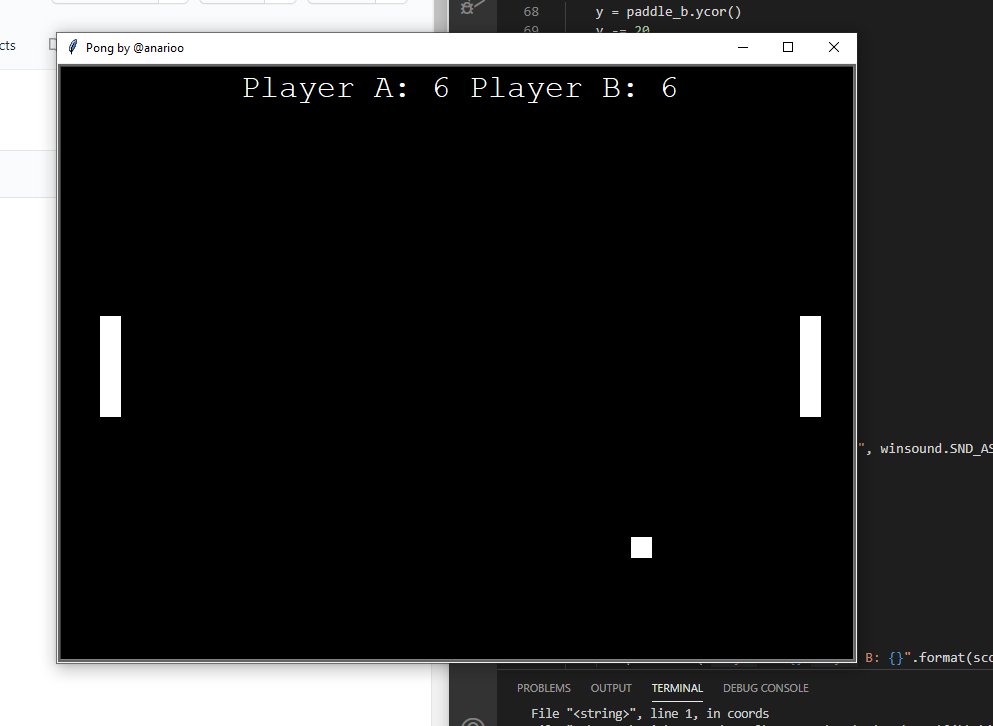 cts
68 y = paddle_b.ycor()
69 y -= 20
Pong by @anarioo
Player A: 6 Player B: 6
", winsound.SND_AS
B: {}".format(sco
PROBLEMS OUTPUT TERMINAL DEBUG CONSOLE
File "<string>", line 1, in coords